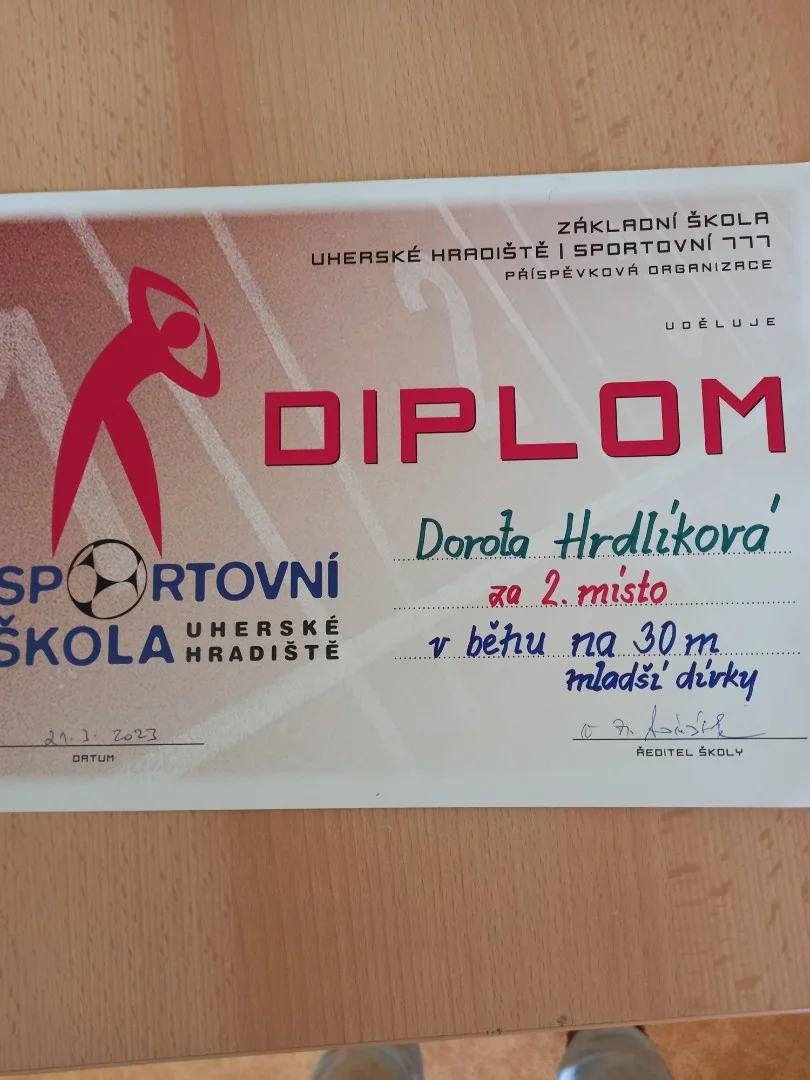 ZÁKLADNÍ ŠKOLA
UHERSKÉ HRADIŠTĚ | SPORTOVNÍ 777
PŘÍSPĚVKOVÁ ORGANIZACE
UDĚLUJE
DIPLOM
Dorota Hrdlíková
za 2. místo
v běhu na 30 m
mladší dívky
SPORTOVNÍ
ŠKOLA UHERSKÉ HRADIŠTĚ
21. 3. 2023
DATUM
ŘEDITEL ŠKOLY